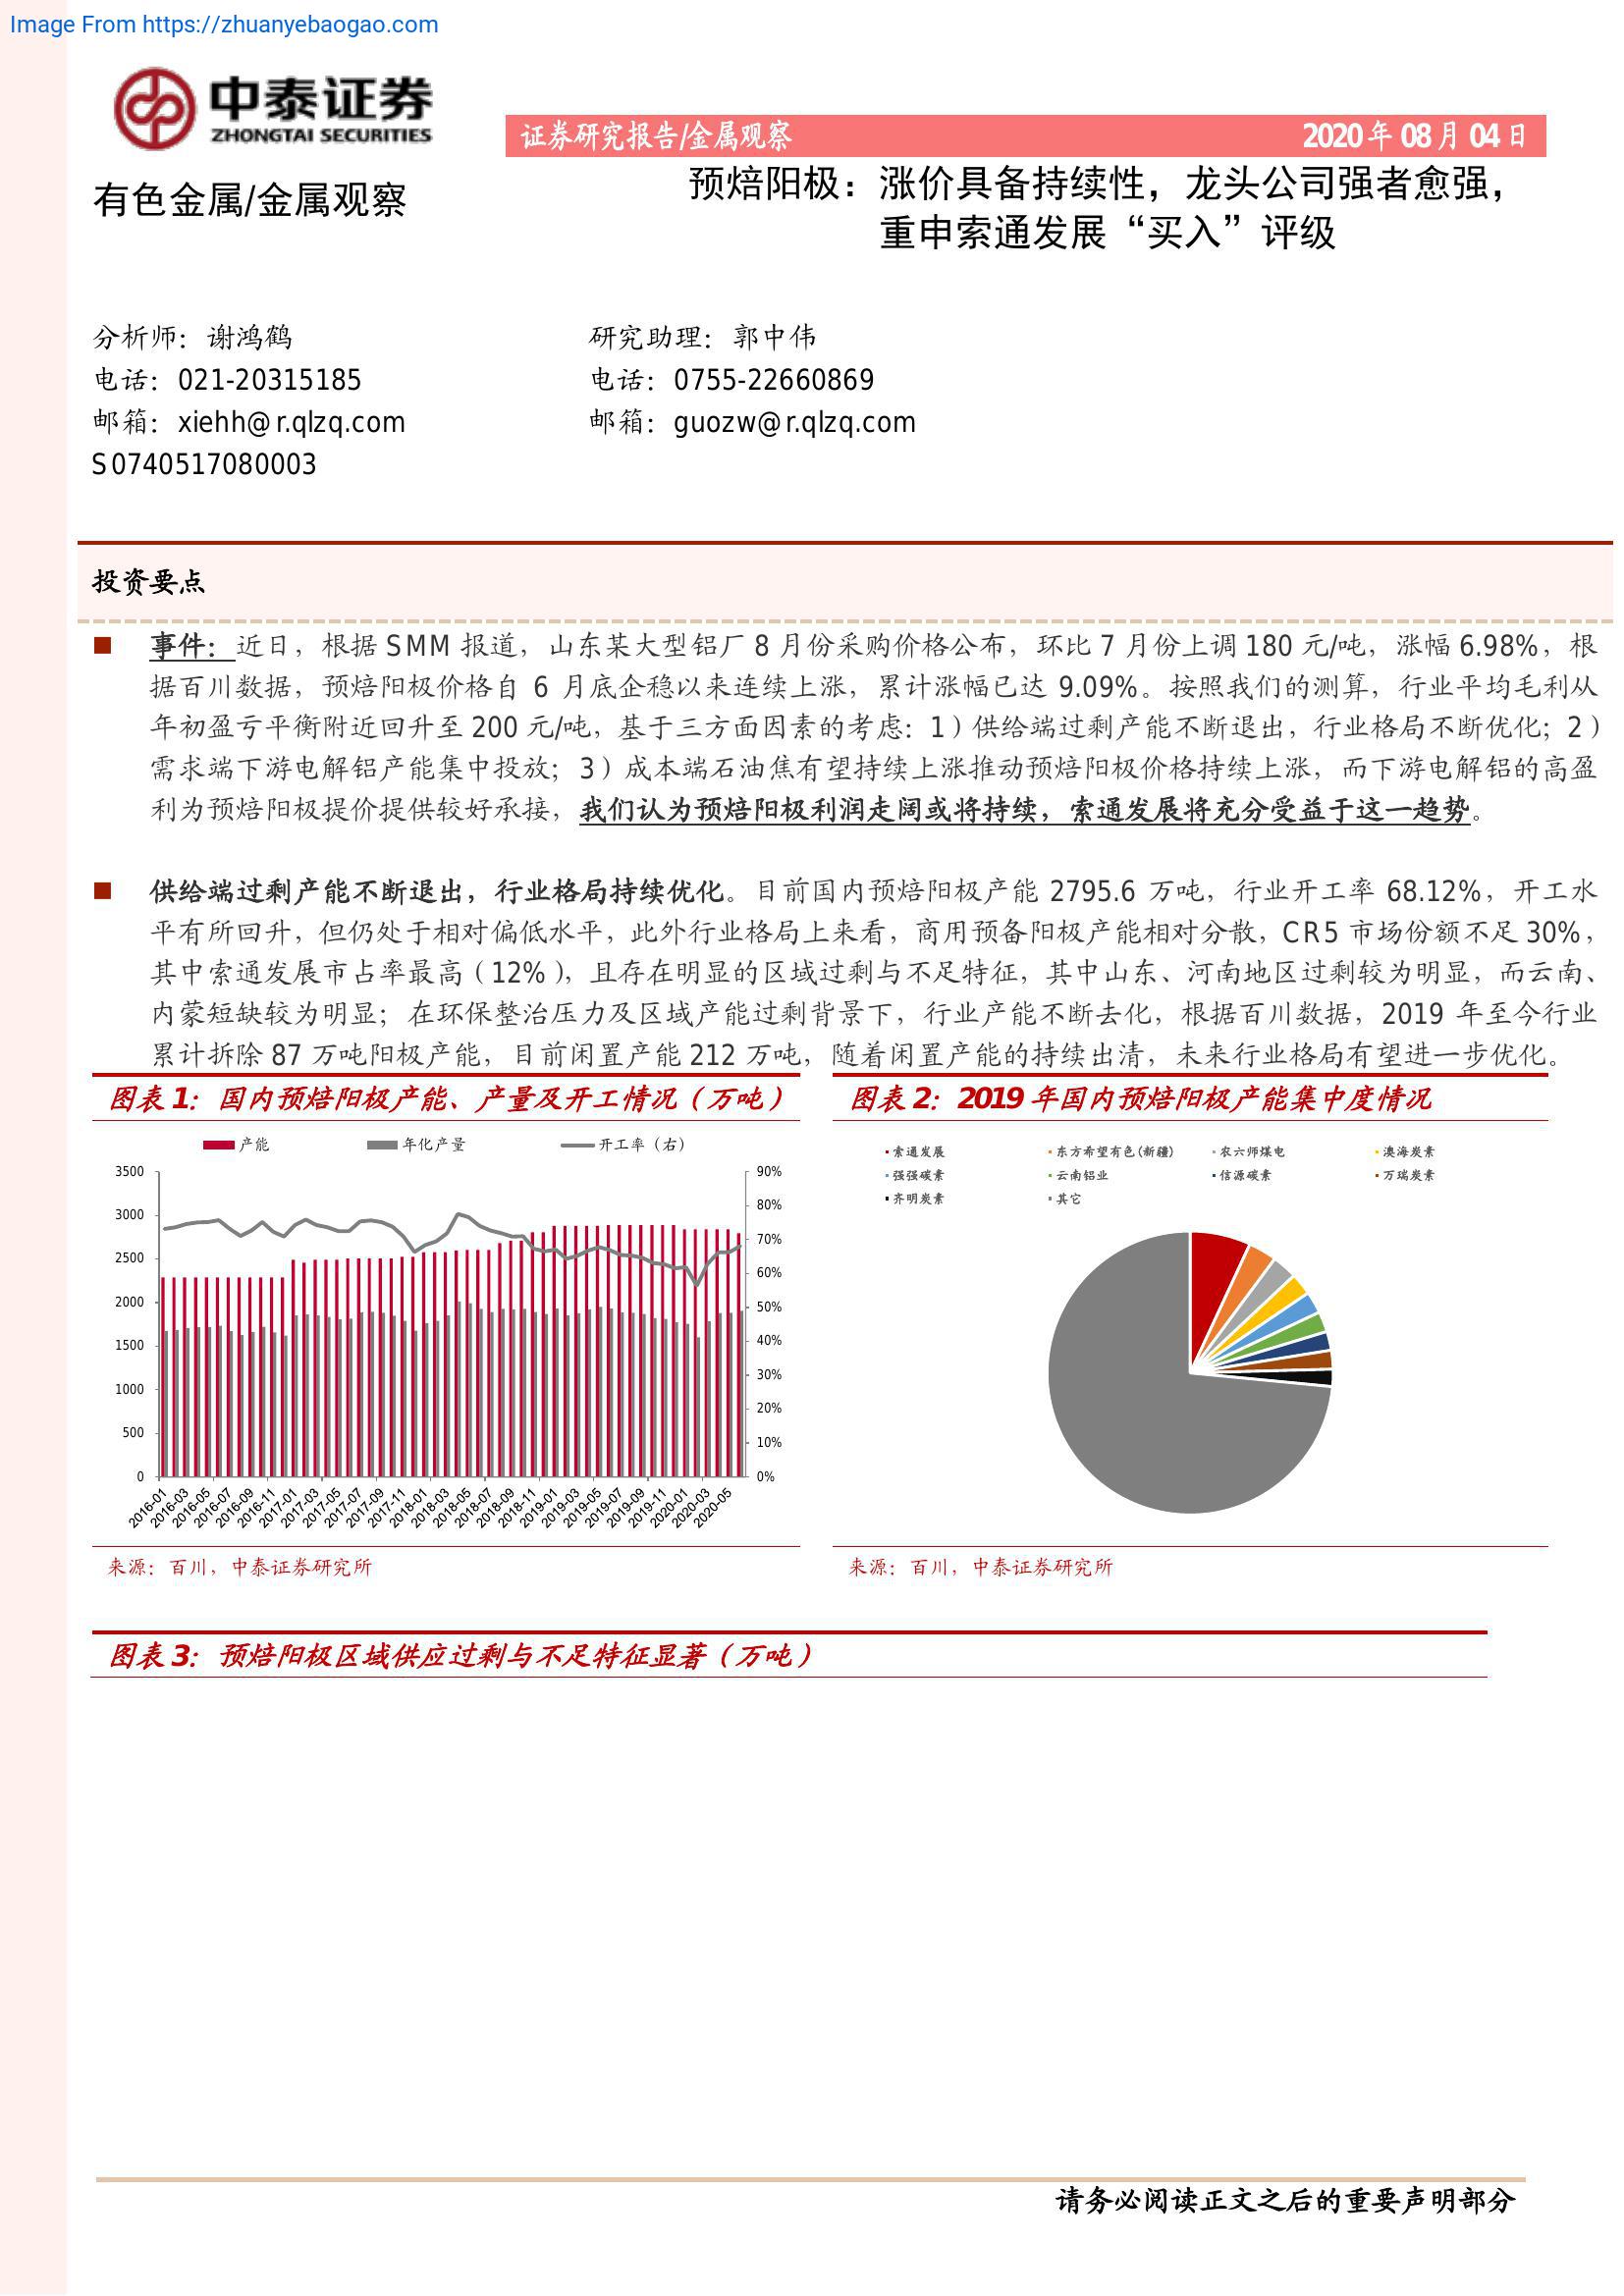 Image From https://zhuanyebaogao.com
中泰证券
ZHONGTAI SECURITIES
证券研究报告/金属观察
2020年08月04日
有色金属/金属观察
预焙阳极：涨价具备持续性，龙头公司强者愈强，
重申索通发展“买入”评级
分析师：谢鸿鹤
电话：021-20315185
邮箱：xiehh@r.qlzq.com
S0740517080003
研究助理：郭中伟
电话：0755-22660869
邮箱：guozw@r.qlzq.com
投资要点
事件：近日，根据 SMM 报道，山东某大型铝厂 8 月份采购价格公布，环比 7 月份上调 180 元/吨，涨幅 6.98%，根
据百川数据，预焙阳极价格自 6 月底企稳以来连续上涨，累计涨幅已达 9.09%。按照我们的测算，行业平均毛利从
年初盈亏平衡附近回升至 200 元/吨，基于三方面因素的考虑：1）供给端过剩产能不断退出，行业格局不断优化；2）
需求端下游电解铝产能集中投放；3）成本端石油焦有望持续上涨推动预焙阳极价格持续上涨，而下游电解铝的高盈
利为预焙阳极提价提供较好承接，我们认为预焙阳极利润走阔或将持续，索通发展将充分受益于这一趋势。
供给端过剩产能不断退出，行业格局持续优化。目前国内预焙阳极产能 2795.6 万吨，行业开工率 68.12%，开工水
平有所回升，但仍处于相对偏低水平，此外行业格局上来看，商用预备阳极产能相对分散，CR5 市场份额不足 30%，
其中索通发展市占率最高（12%），且存在明显的区域过剩与不足特征，其中山东、河南地区过剩较为明显，而云南、
内蒙短缺较为明显；在环保整治压力及区域产能过剩背景下，行业产能不断去化，根据百川数据，2019 年至今行业
累计拆除 87 万吨阳极产能，目前闲置产能 212 万吨，随着闲置产能的持续出清，未来行业格局有望进一步优化。
图表1：国内预焙阳极产能、产量及开工情况（万吨）
产能 年化产量 开工率（右）
3500
3000
2500
2000
1500
1000
500
0
90%
80%
70%
60%
50%
40%
30%
20%
10%
0%
2016-01 2016-03 2016-05 2016-07 2016-09 2016-11 2017-01 2017-03 2017-05 2017-07 2017-09 2017-11 2018-01 2018-03 2018-05 2018-07 2018-09 2018-11 2019-01 2019-03 2019-05 2019-07 2019-09 2019-11 2020-01 2020-03 2020-05
来源：百川，中泰证券研究所
图表2：2019 年国内预焙阳极产能集中度情况
索通发展 东方希望有色(新疆) 农六师煤电 澳海炭素
强强碳素 云南铝业 信源碳素 万瑞炭素
齐明炭素 其它
来源：百川，中泰证券研究所
图表3：预焙阳极区域供应过剩与不足特征显著（万吨）
请务必阅读正文之后的重要声明部分